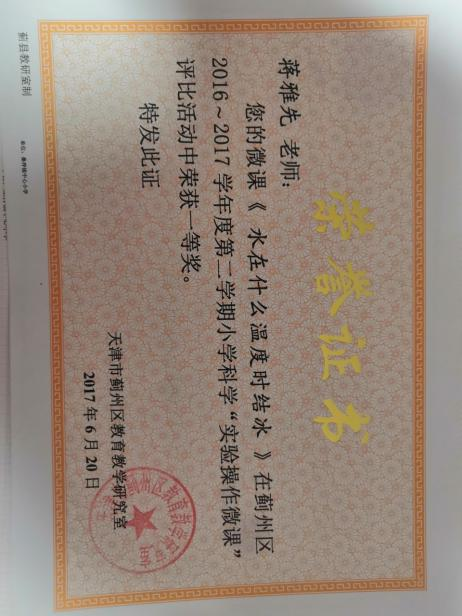 荣誉证书
蒋雅先 老师：
您的微课《 水在什么温度时结冰 》在蓟州区
2016～2017 学年度第二学期小学科学“实验操作微课”
评比活动中荣获一等奖。
特发此证
天津市蓟州区教育教学研究室
2017 年 6 月 20 日
蓟县教研室制